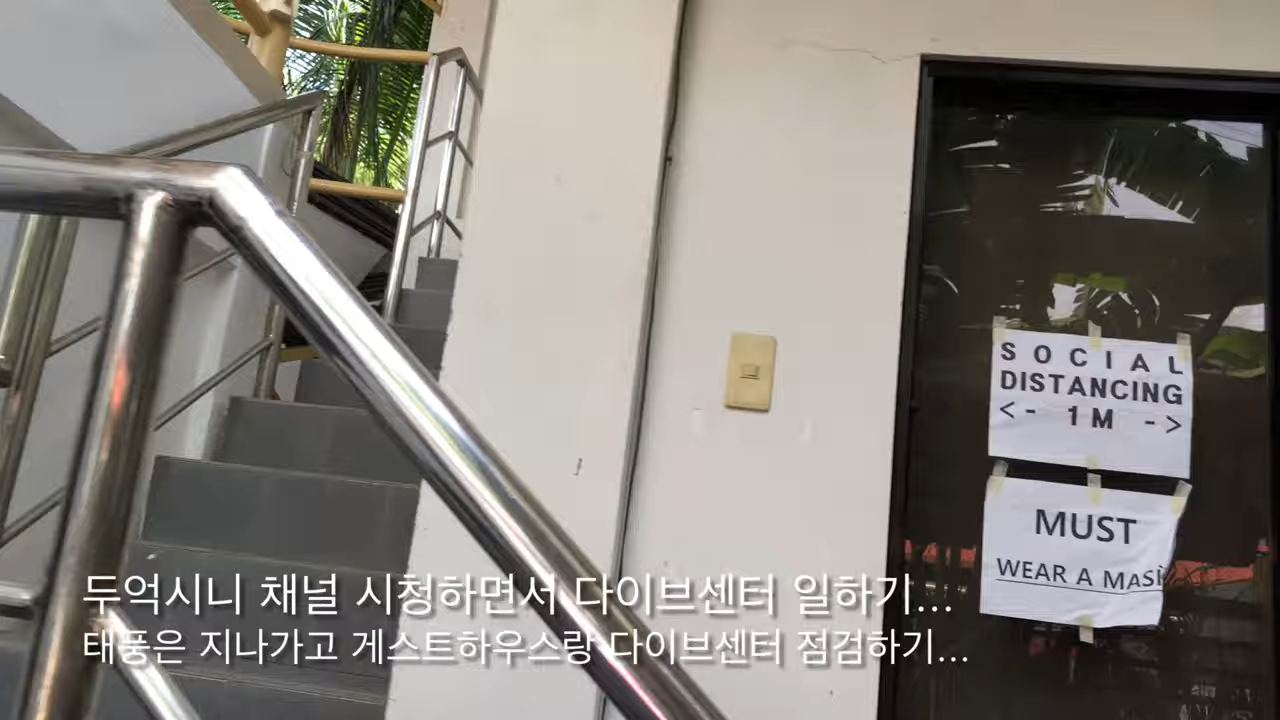 SOCIAL
DISTANCING
<- 1M ->
MUST
WEAR A MASK
두억시니 채널 시청하면서 다이브센터 일하기...
태풍은 지나가고 게스트하우스랑 다이브센터 점검하기...